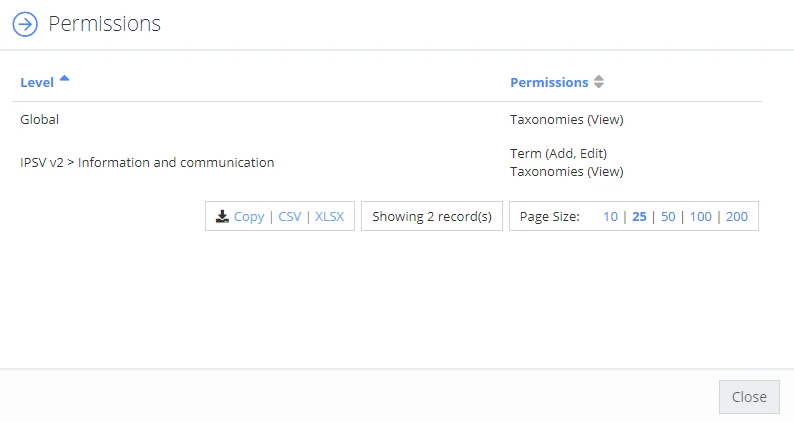 Permissions
Level Permissions
Global Taxonomies (View)
IPSV v2 > Information and communication Term (Add, Edit)
Taxonomies (View)
Copy | CSV | XLSX Showing 2 record(s) Page Size: 10 | 25 | 50 | 100 | 200
Close